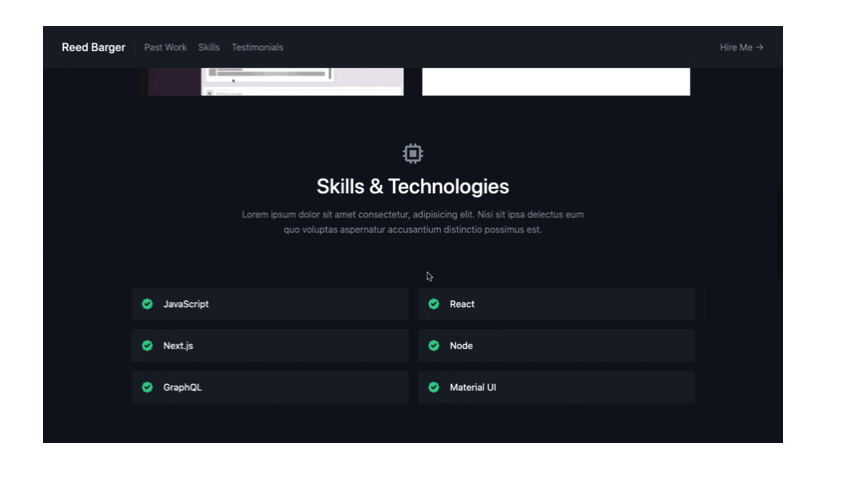 Reed Barger Past Work Skills Testimonials Hire Me →
Skills & Technologies
Lorem ipsum dolor sit amet consectetur, adipisicing elit. Nisi sit ipsa delectus eum
quo voluptas aspernatur accusantium distinctio possimus est.
JavaScript React
Next.js Node
GraphQL Material UI